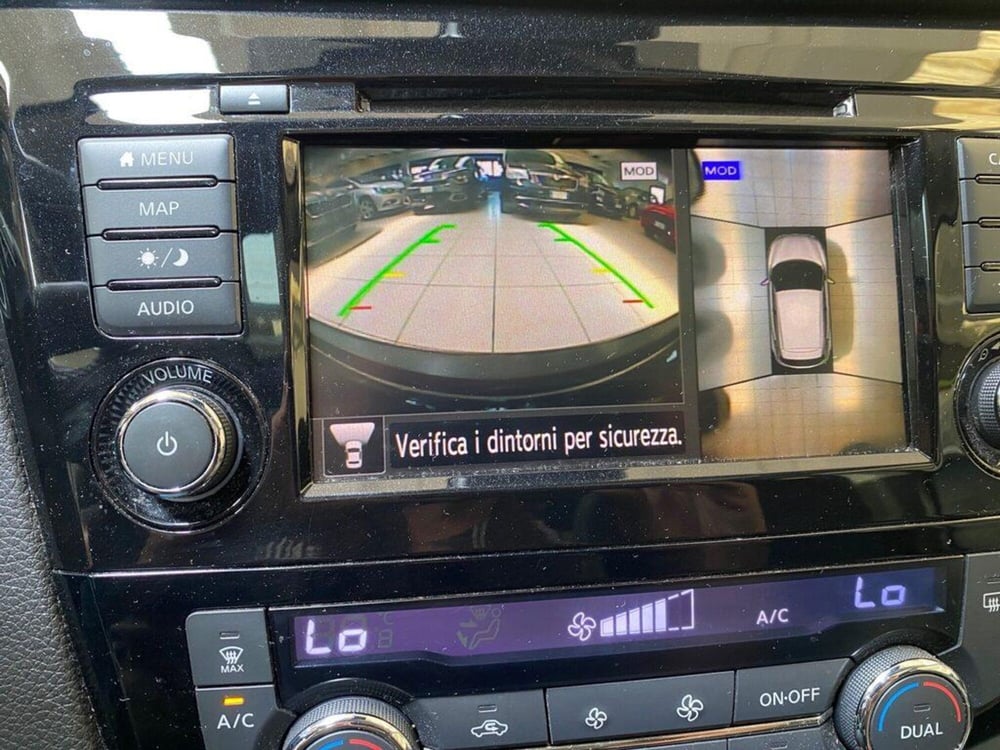 MENU
MOD
MOD
MAP
AUDIO
VOLUME
Verifica i dintorni per sicurezza.
Lo
A/C
Lo
MAX
A/C
ON·OFF
DUAL